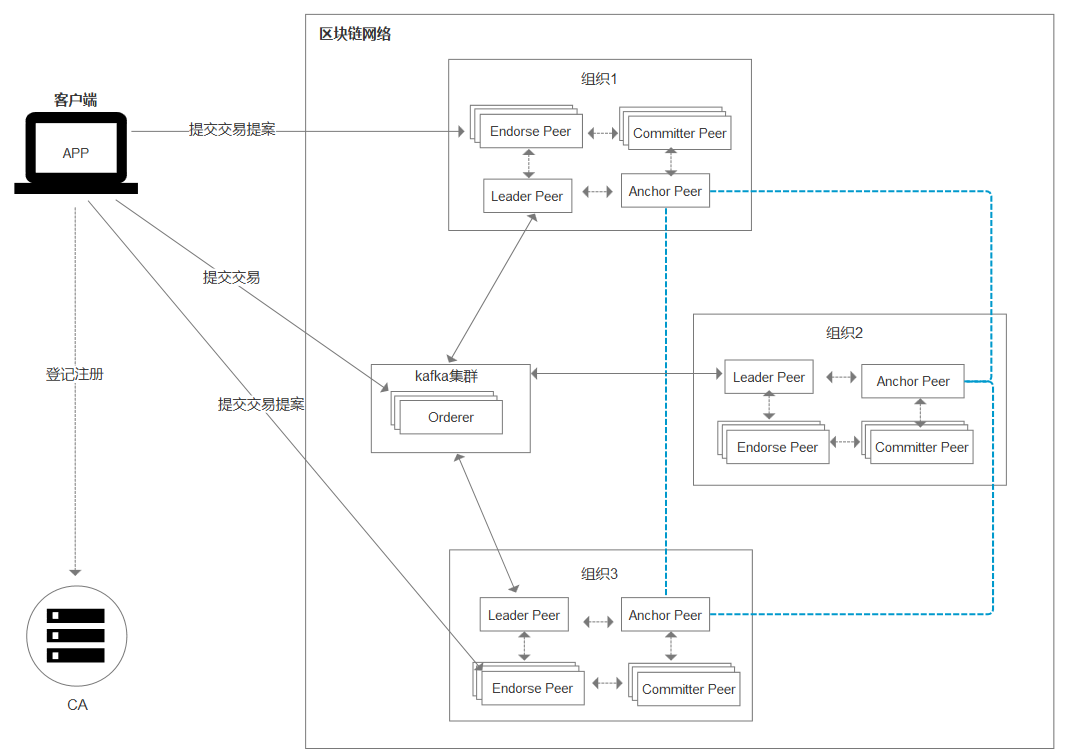 区块链网络
组织1
客户端
APP
提交交易提案
Endorse Peer
Committer Peer
Leader Peer
Anchor Peer
提交交易
组织2
登记注册
kafka集群
Orderer
Leader Peer
Anchor Peer
提交交易提案
Endorse Peer
Committer Peer
组织3
Leader Peer
Anchor Peer
Endorse Peer
Committer Peer
CA